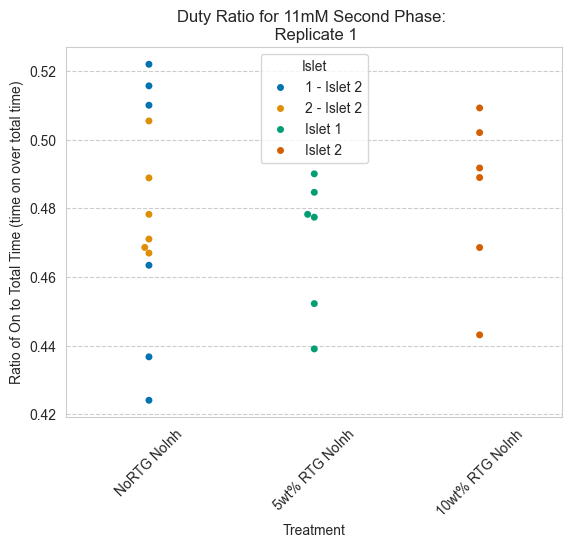 Duty Ratio for 11mM Second Phase:
Replicate 1
Ratio of On to Total Time (time on over total time)
0.52
0.50
0.48
0.46
0.44
0.42
Islet
1 - Islet 2
2 - Islet 2
Islet 1
Islet 2
NoRTG NoInh
5wt% RTG NoInh
10wt% RTG NoInh
Treatment